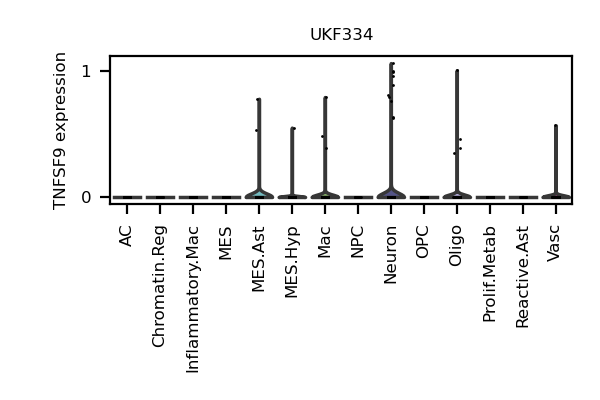 UKF334
TNFSF9 expression
1
0
AC
Chromatin.Reg
Inflammatory.Mac
MES
MES.Ast
MES.Hyp
Mac
NPC
Neuron
OPC
Oligo
Prolif.Metab
Reactive.Ast
Vasc